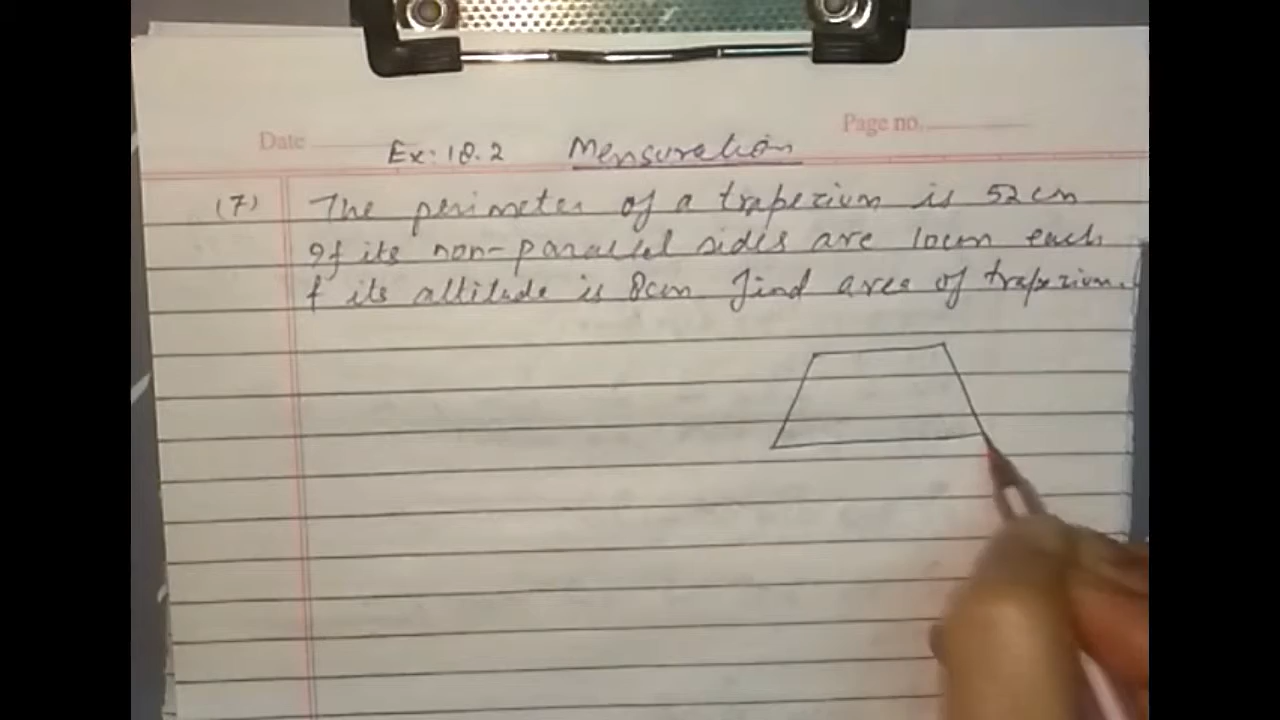 Date
Page no.
Ex: 18.2 Mensuration
(7) The perimeter of a trapezium is 52cm
If its non-parallel sides are 10cm each
& its altitude is 8cm find area of trapezium.